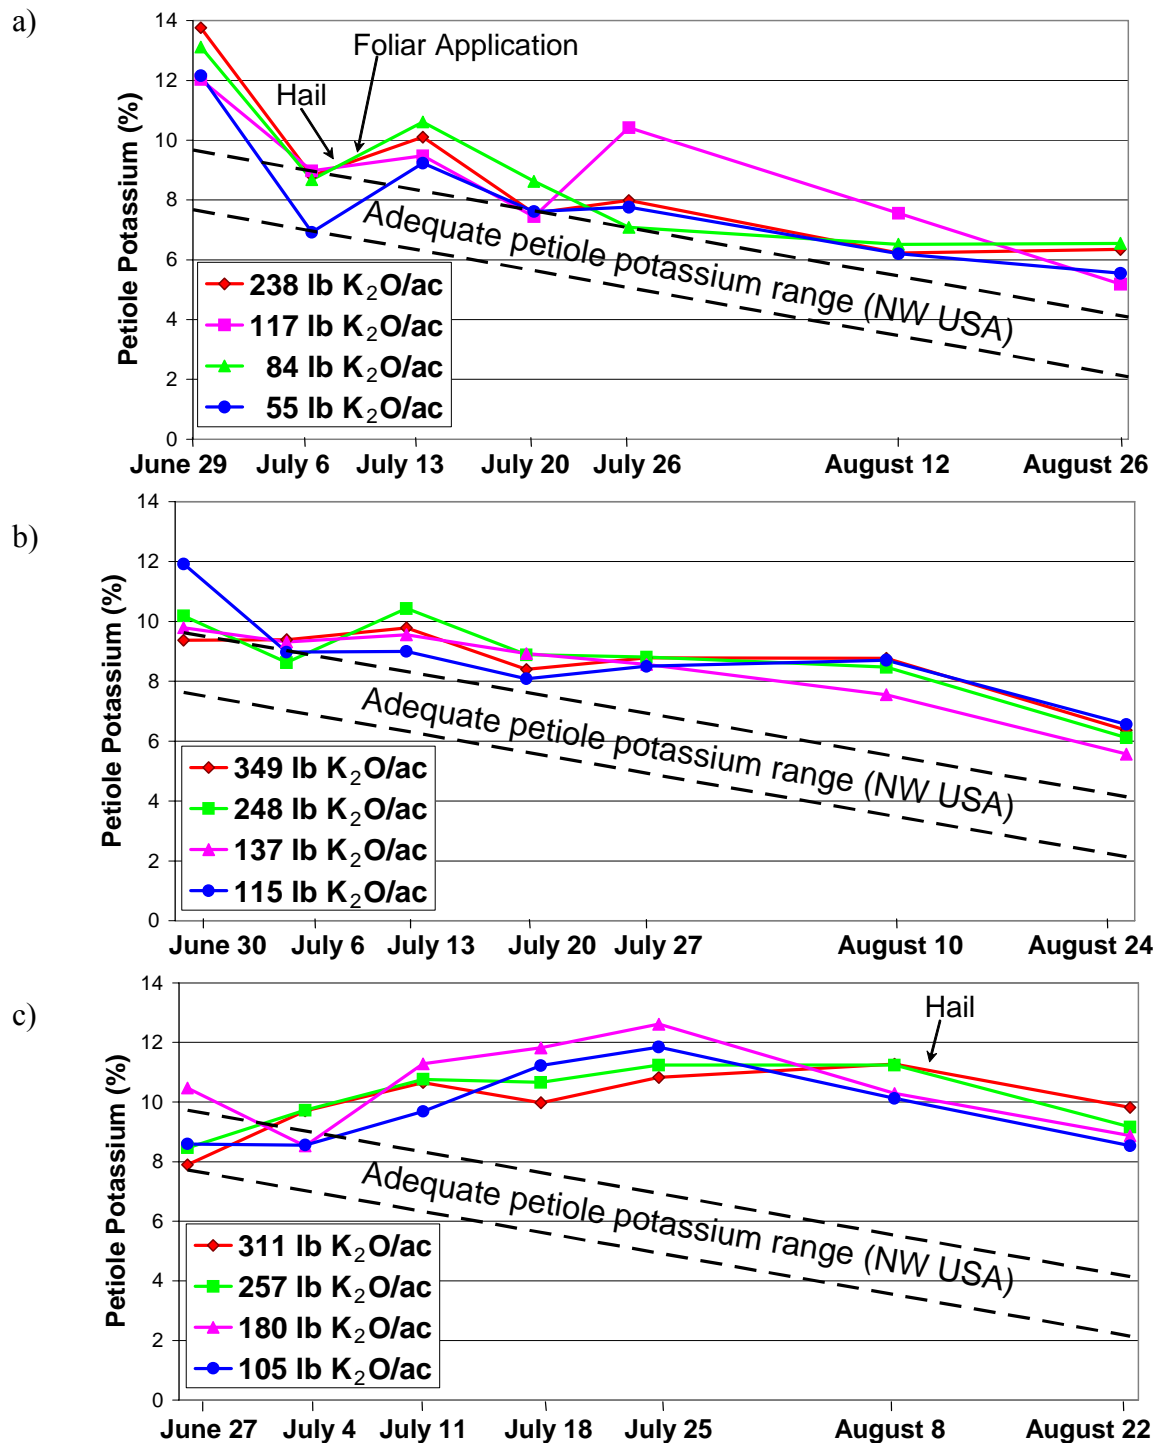 a)
Petiole Potasssium (%)
14
12
10
8
6
4
2
0
Foliar Application
Hail
Adequate petiole potassium range (NW USA)
238 lb K₂O/ac
117 lb K₂O/ac
84 lb K₂O/ac
55 lb K₂O/ac
June 29 July 6 July 13 July 20 July 26 August 12 August 26
b)
Petiole Potassium (%)
14
12
10
8
6
4
2
0
Adequate petiole potassium range (NW USA)
349 lb K₂O/ac
248 lb K₂O/ac
137 lb K₂O/ac
115 lb K₂O/ac
June 30 July 6 July 13 July 20 July 27 August 10 August 24
c)
Petiole Potassium (%)
14
12
10
8
6
4
2
0
Hail
Adequate petiole potassium range (NW USA)
311 lb K₂O/ac
257 lb K₂O/ac
180 lb K₂O/ac
105 lb K₂O/ac
June 27 July 4 July 11 July 18 July 25 August 8 August 22